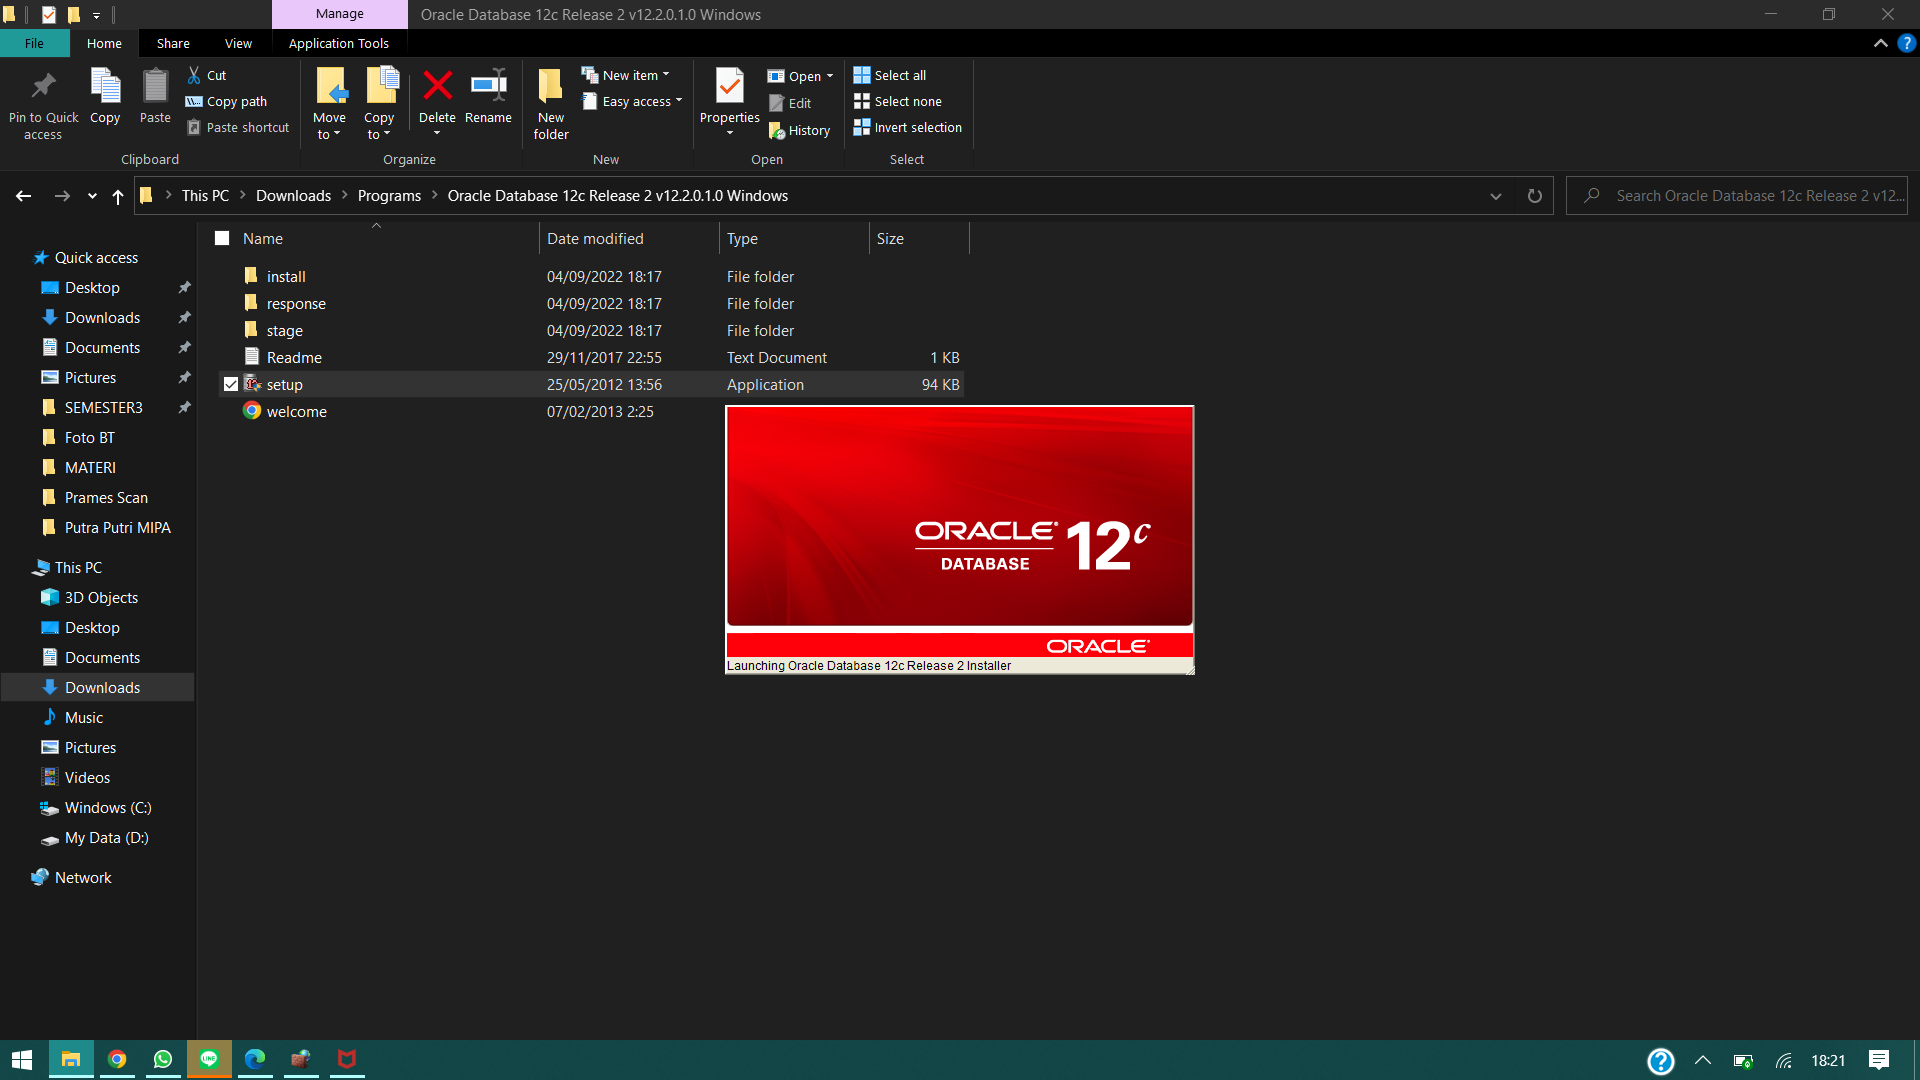 Manage
Oracle Database 12c Release 2 v12.2.0.1.0 Windows
File
Home
Share
View
Application Tools
Pin to Quick access
Copy
Paste
Cut
Copy path
Paste shortcut
Clipboard
Move to
Copy to
Delete
Rename
Organize
New folder
New item
Easy access
New
Properties
Open
Edit
History
Open
Select all
Select none
Invert selection
Select
This PC
Downloads
Programs
Oracle Database 12c Release 2 v12.2.0.1.0 Windows
Search Oracle Database 12c Release 2 v12...
Name
Date modified
Type
Size
install 04/09/2022 18:17 File folder
response 04/09/2022 18:17 File folder
stage 04/09/2022 18:17 File folder
Readme 29/11/2017 22:55 Text Document 1 KB
setup 25/05/2012 13:56 Application 94 KB
welcome 07/02/2013 2:25
Quick access
Desktop
Downloads
Documents
Pictures
SEMESTER3
Foto BT
MATERI
Prames Scan
Putra Putri MIPA
This PC
3D Objects
Desktop
Documents
Downloads
Music
Pictures
Videos
Windows (C:)
My Data (D:)
Network
ORACLE
DATABASE
12c
ORACLE
Launching Oracle Database 12c Release 2 Installer
LINE
18:21